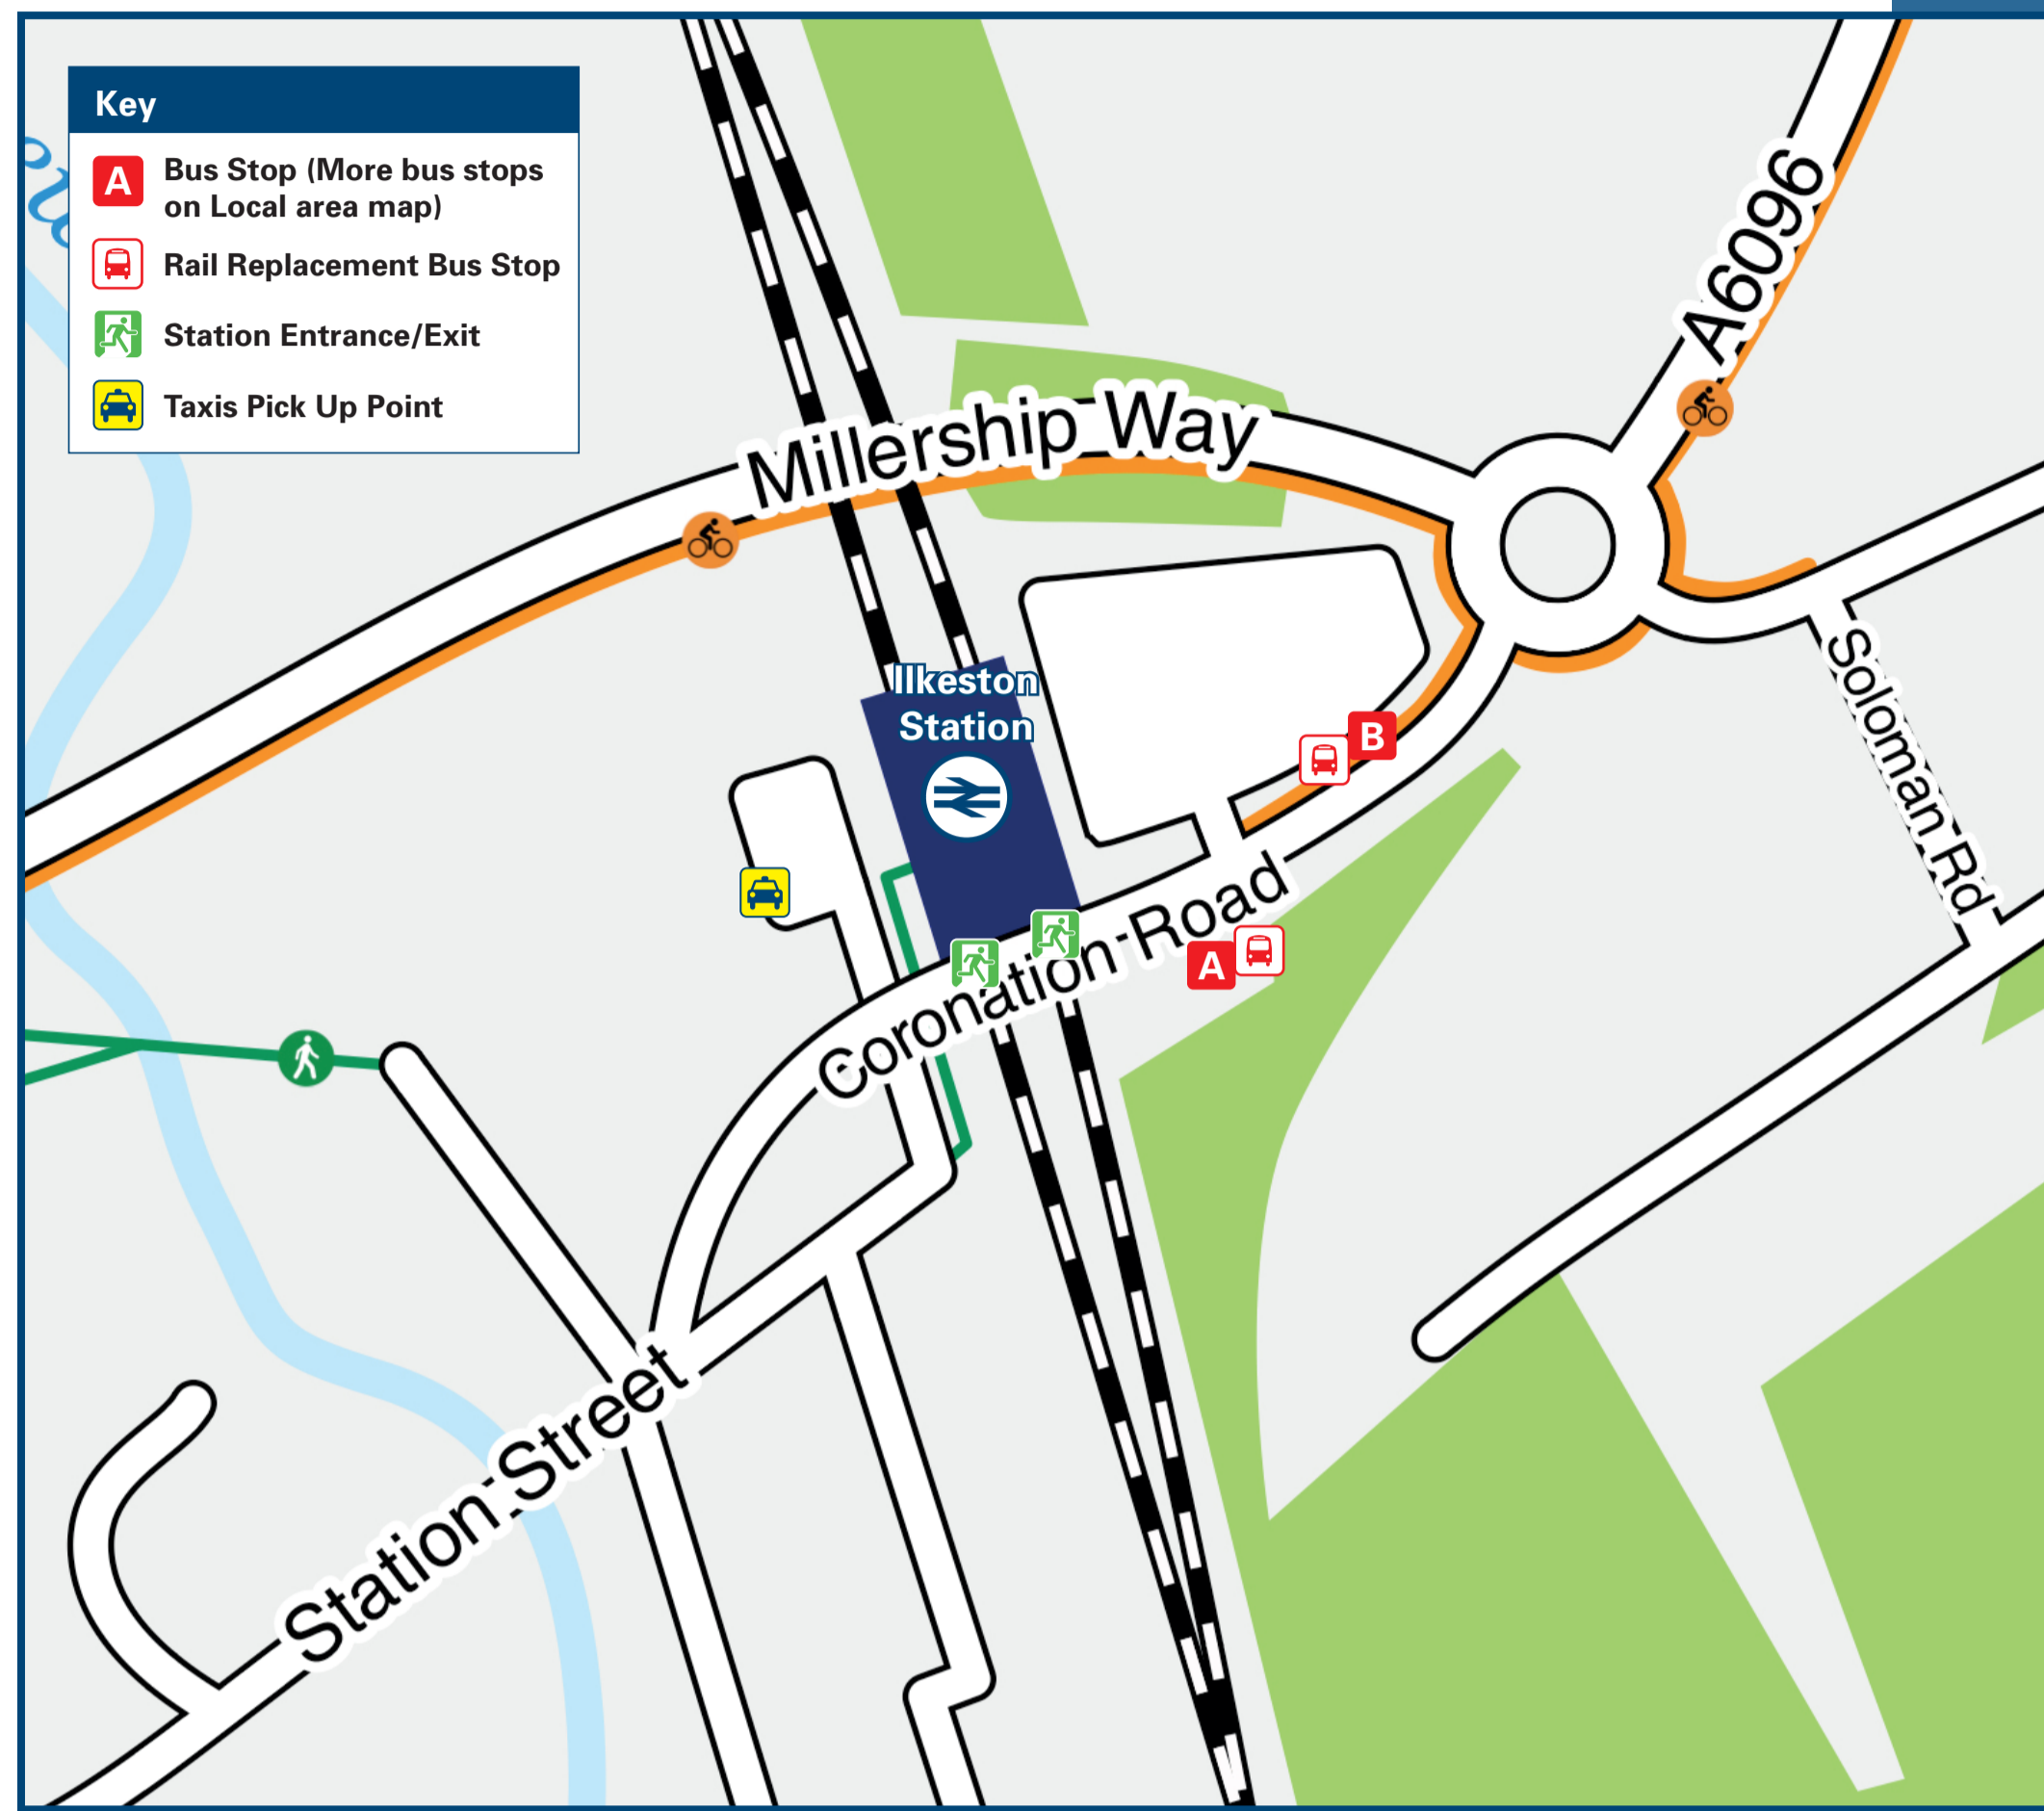 Key
A
Bus Stop (More bus stops
on Local area map)
Rail Replacement Bus Stop
Station Entrance/Exit
Taxis Pick Up Point
A6096
Millership Way
Soloman Rd
Ilkeston
Station
B
Coronation Road
A
Station Street